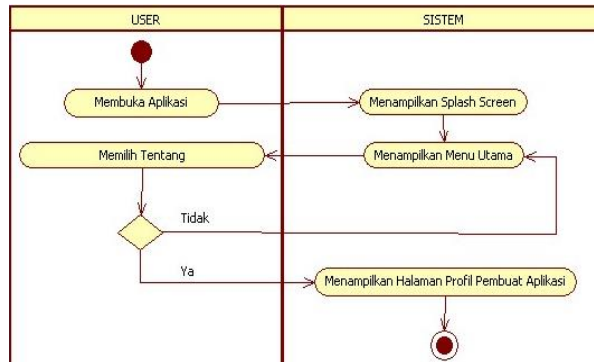 USER
SISTEM
Membuka Aplikasi
Menampilkan Splash Screen
Memilih Tentang
Menampilkan Menu Utama
Tidak
Ya
Menampilkan Halaman Profil Pembuat Aplikasi